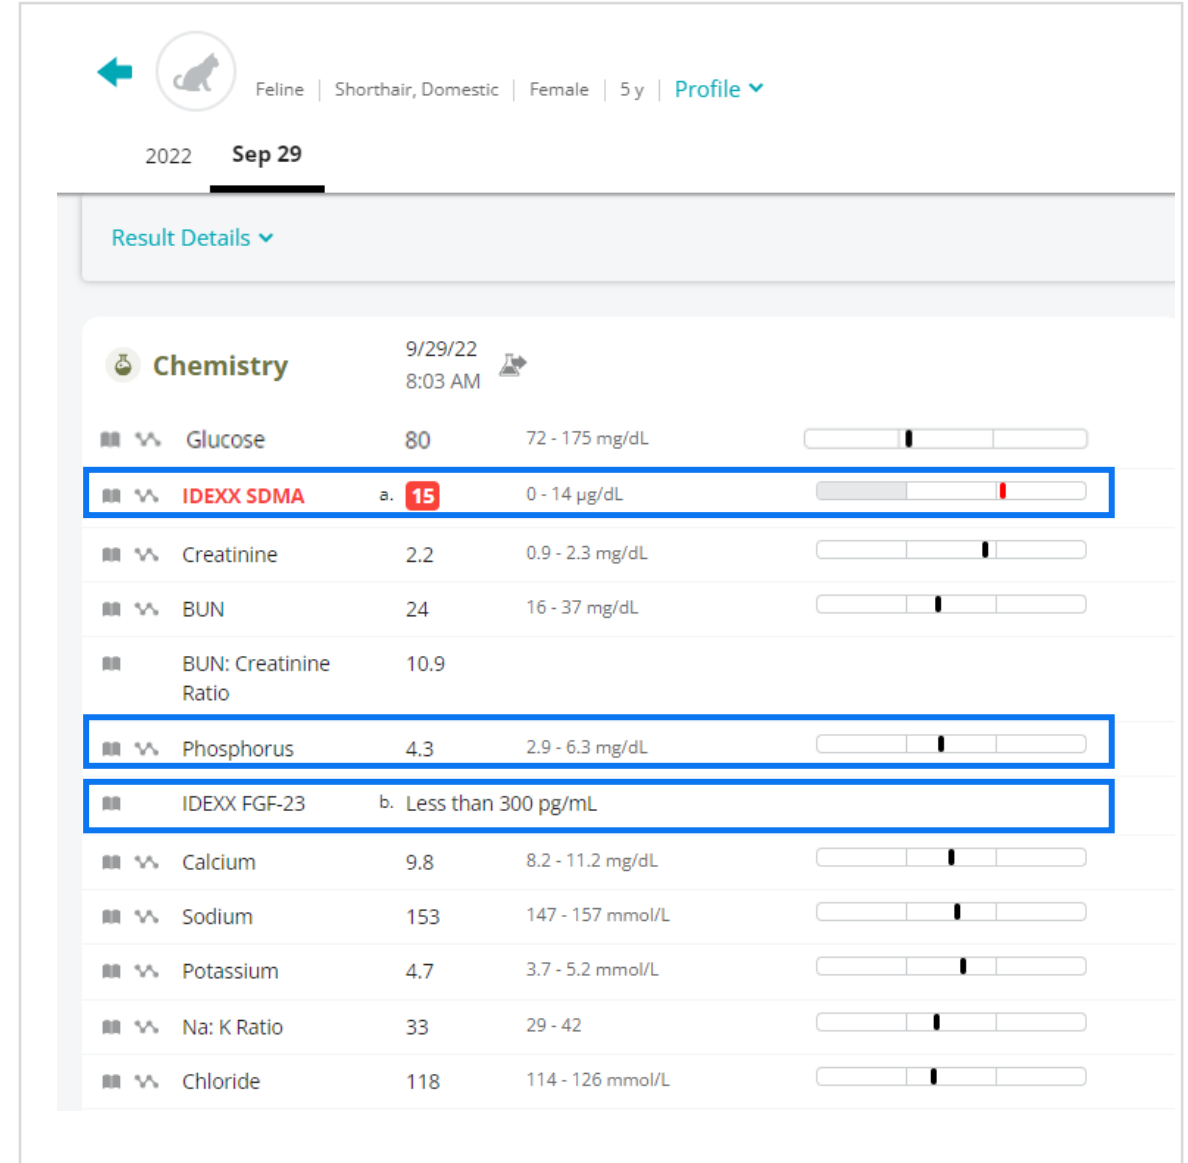 Feline | Shorthair, Domestic | Female | 5 y | Profile
2022 Sep 29
Result Details
Chemistry 9/29/22
8:03 AM
Glucose 80 72 - 175 mg/dL
IDEXX SDMA a. 15 0 - 14 µg/dL
Creatinine 2.2 0.9 - 2.3 mg/dL
BUN 24 16 - 37 mg/dL
BUN: Creatinine 10.9
Ratio
Phosphorus 4.3 2.9 - 6.3 mg/dL
IDEXX FGF-23 b. Less than 300 pg/mL
Calcium 9.8 8.2 - 11.2 mg/dL
Sodium 153 147 - 157 mmol/L
Potassium 4.7 3.7 - 5.2 mmol/L
Na: K Ratio 33 29 - 42
Chloride 118 114 - 126 mmol/L